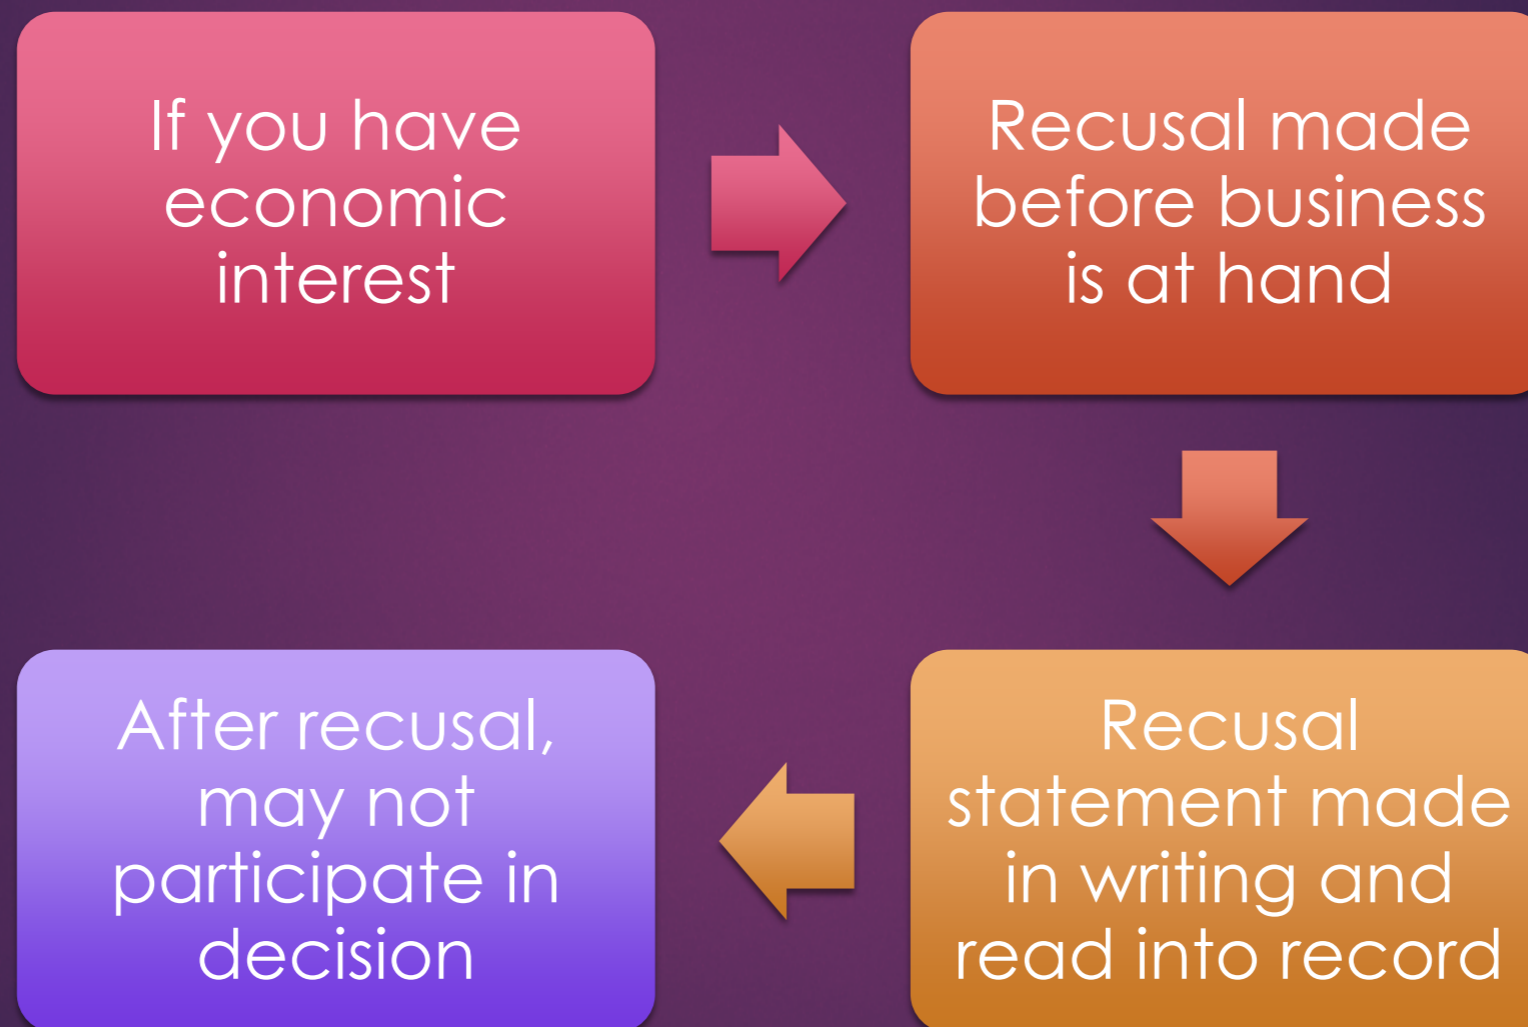 If you have
economic
interest
Recusal made
before business
is at hand
Recusal
statement made
in writing and
read into record
After recusal,
may not
participate in
decision